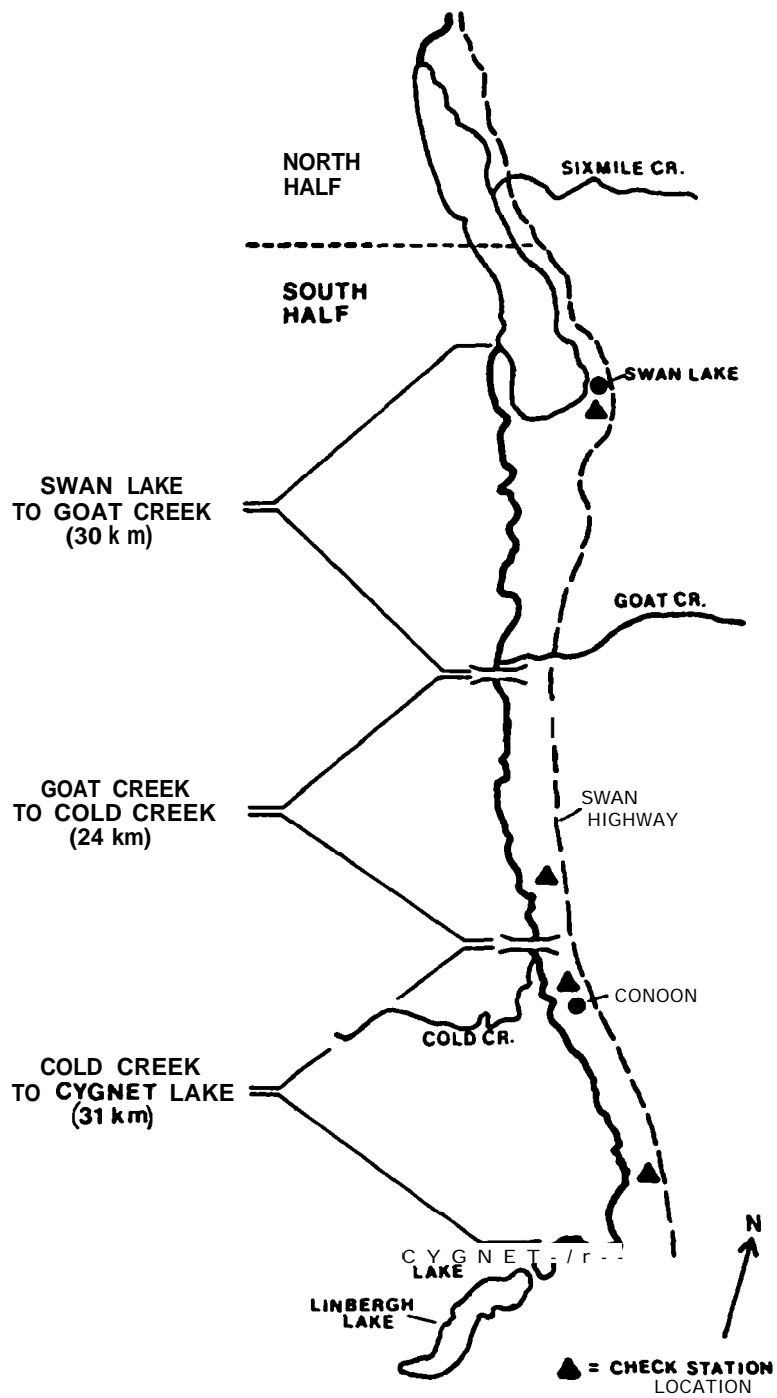 NORTH
HALF
SIXMILE CR.
SOUTH
HALF
SWAN LAKE
SWAN LAKE
TO GOAT CREEK
(30 km)
GOAT CR.
GOAT CREEK
TO COLD CREEK
(24 km)
SWAN
HIGHWAY
CONOON
COLD CR.
COLD CREEK
TO CYGNET LAKE
(31 km)
CYGNET-/r--
LAKE
LINBERGH
LAKE
N
= CHECK STATION
LOCATION